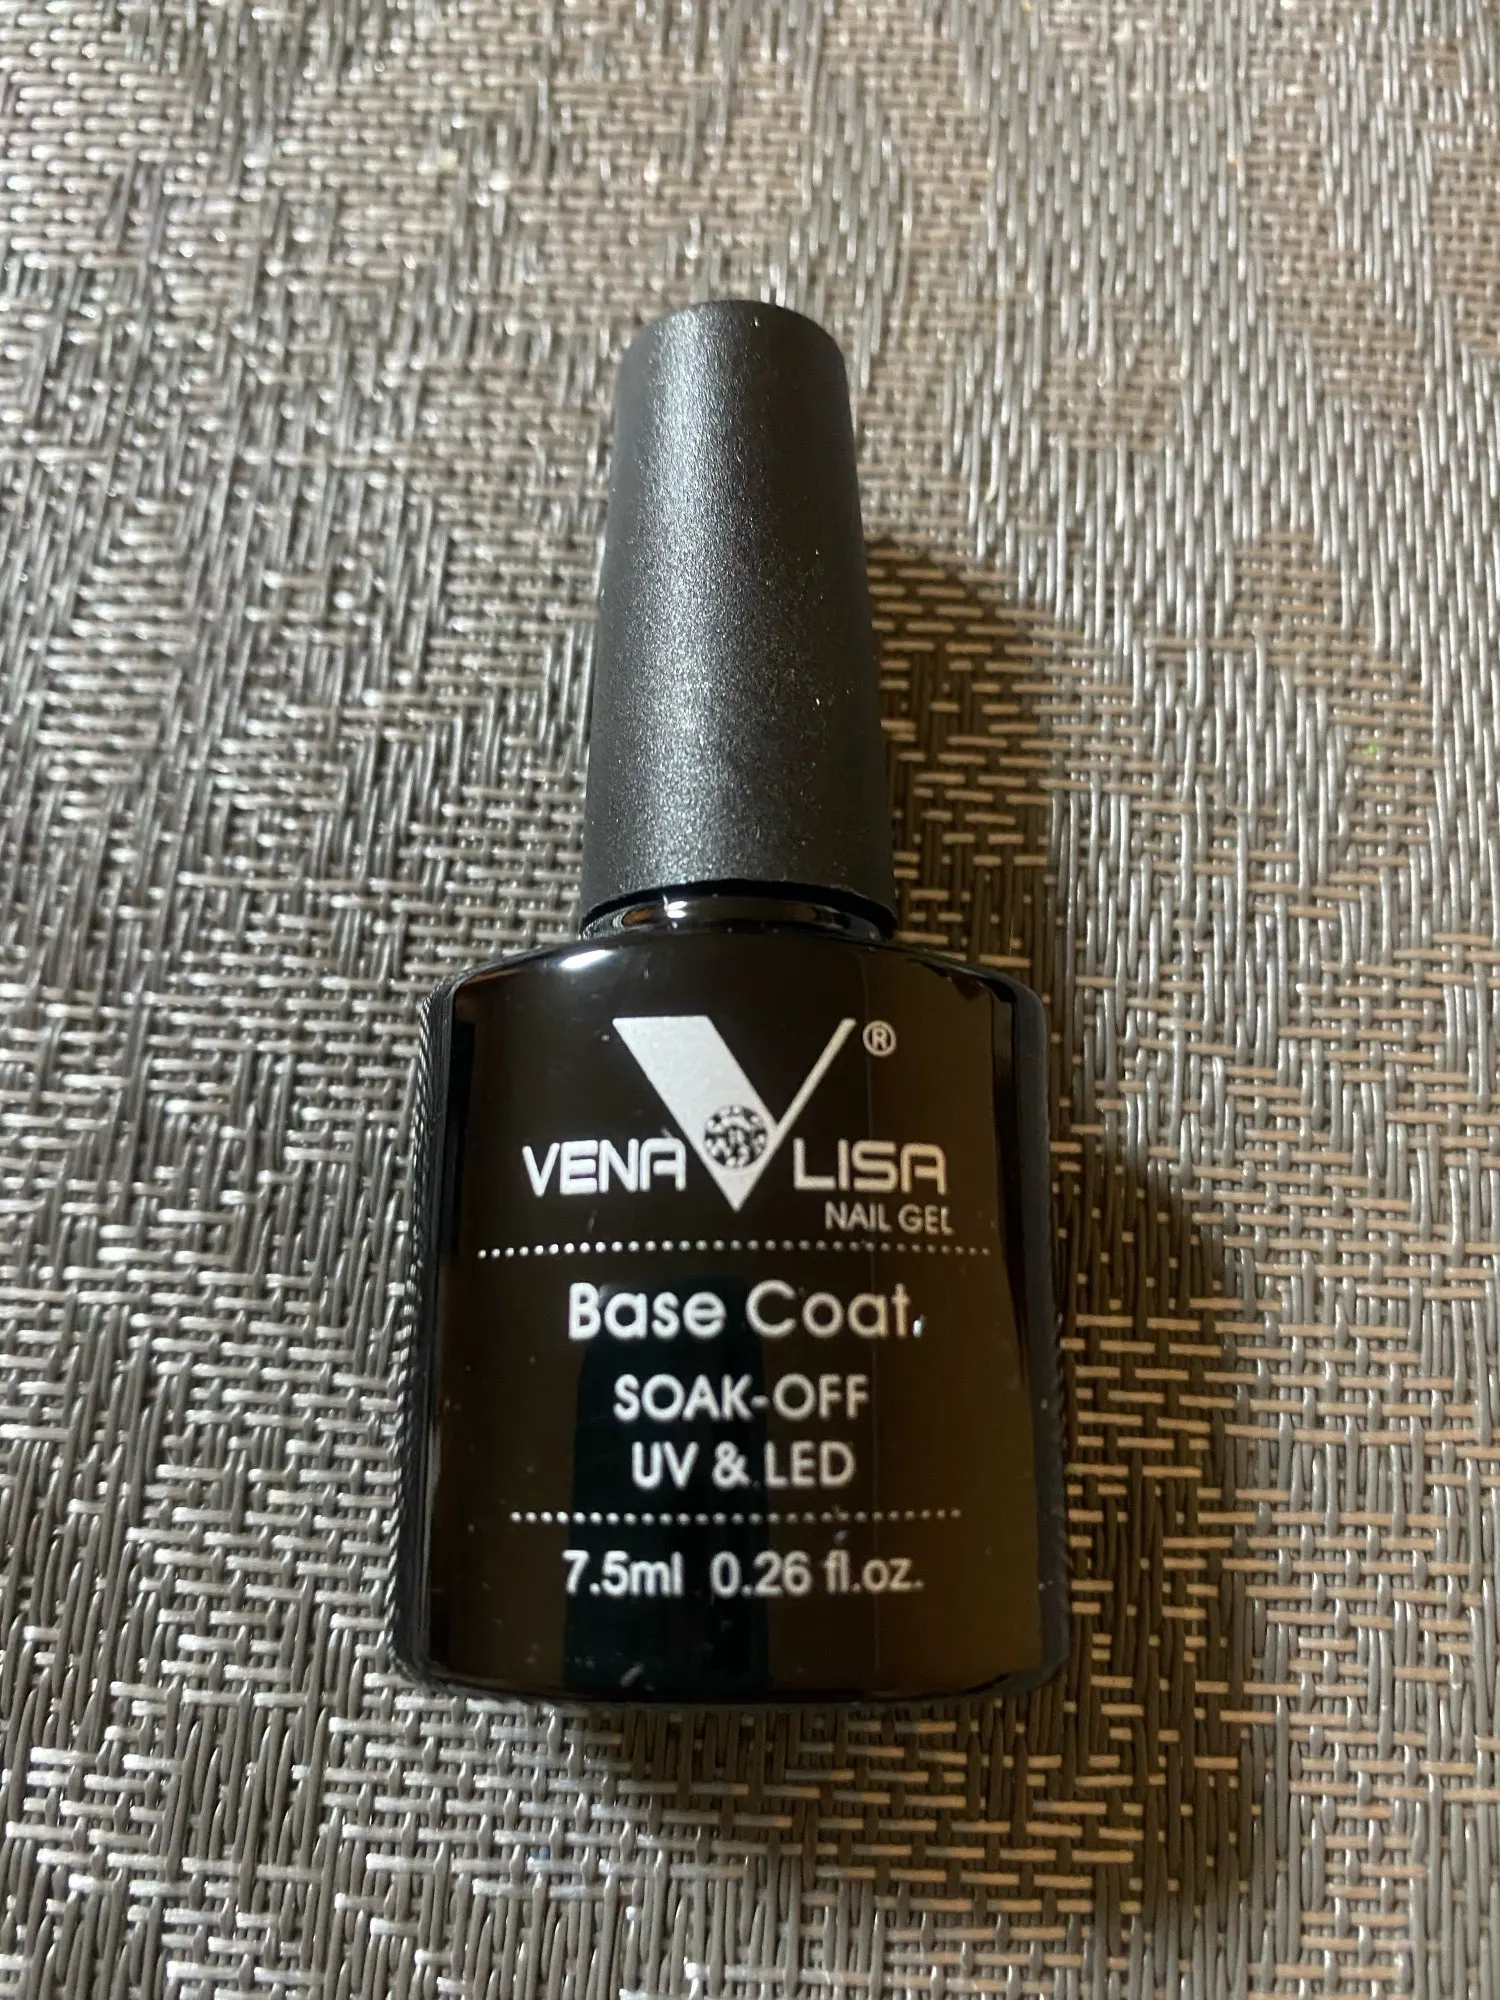 VENA LISA ®
NAIL GEL
Base Coat
SOAK-OFF
UV & LED
7.5ml 0.26 fl.oz.